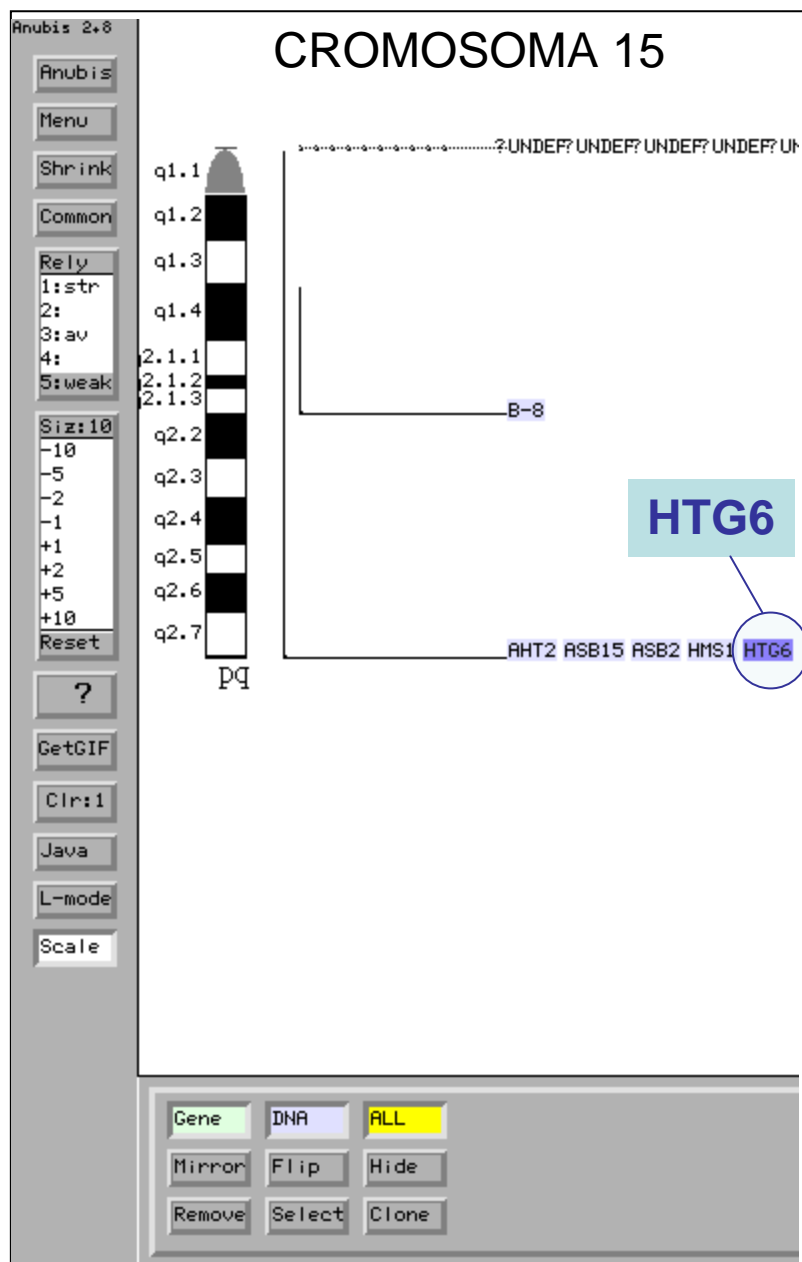 Anubis 2.8
CROMOSOMA 15
Anubis
Menu
Shrink
Common
Rely
1:str
2:
3:av
4:
5:weak
Siz:10
-10
-5
-2
-1
+1
+2
+5
+10
Reset
?
GetGIF
Clr:1
Java
L-mode
Scale
?UNDEF?UNDEF?UNDEF?UNDEF?UN
q1.1
q1.2
q1.3
q1.4
2.1.1
2.1.2
2.1.3
q2.2
q2.3
q2.4
q2.5
q2.6
q2.7
pq
B-8
HTG6
AHT2 ASB15 ASB2 HMS1 HTG6
Gene DNA ALL
Mirror Flip Hide
Remove Select Clone